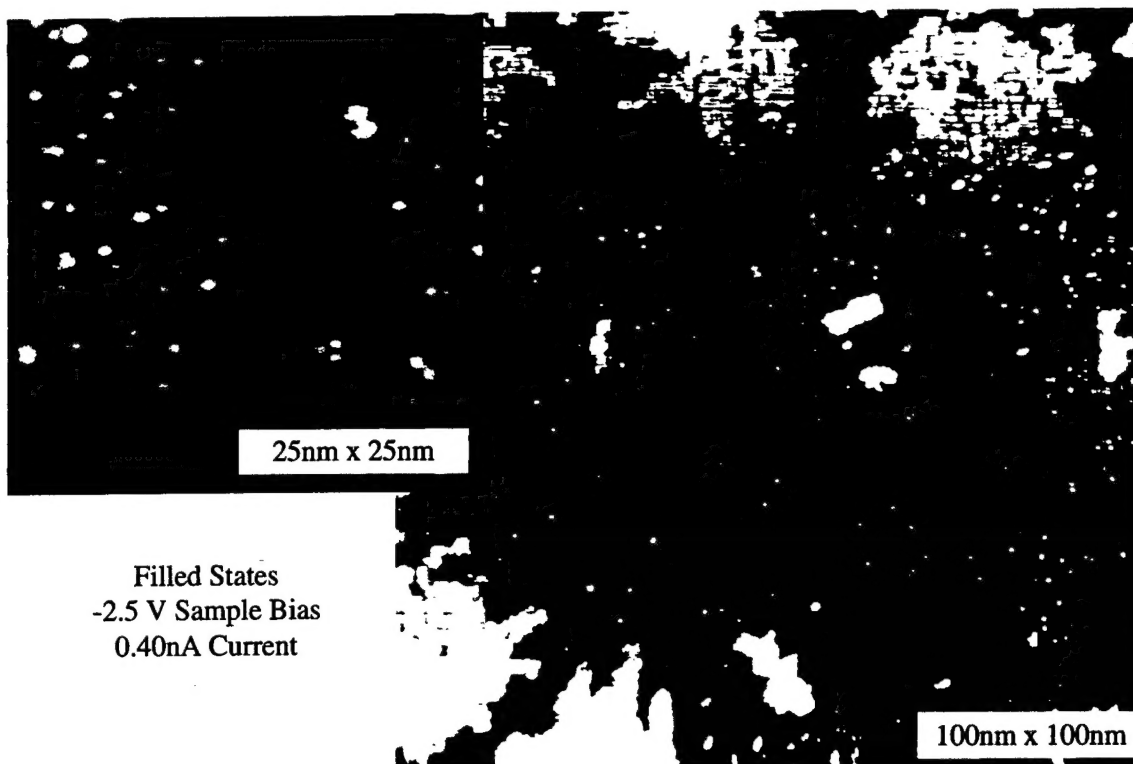 25nm x 25nm
Filled States
-2.5 V Sample Bias
0.40nA Current
100nm x 100nm